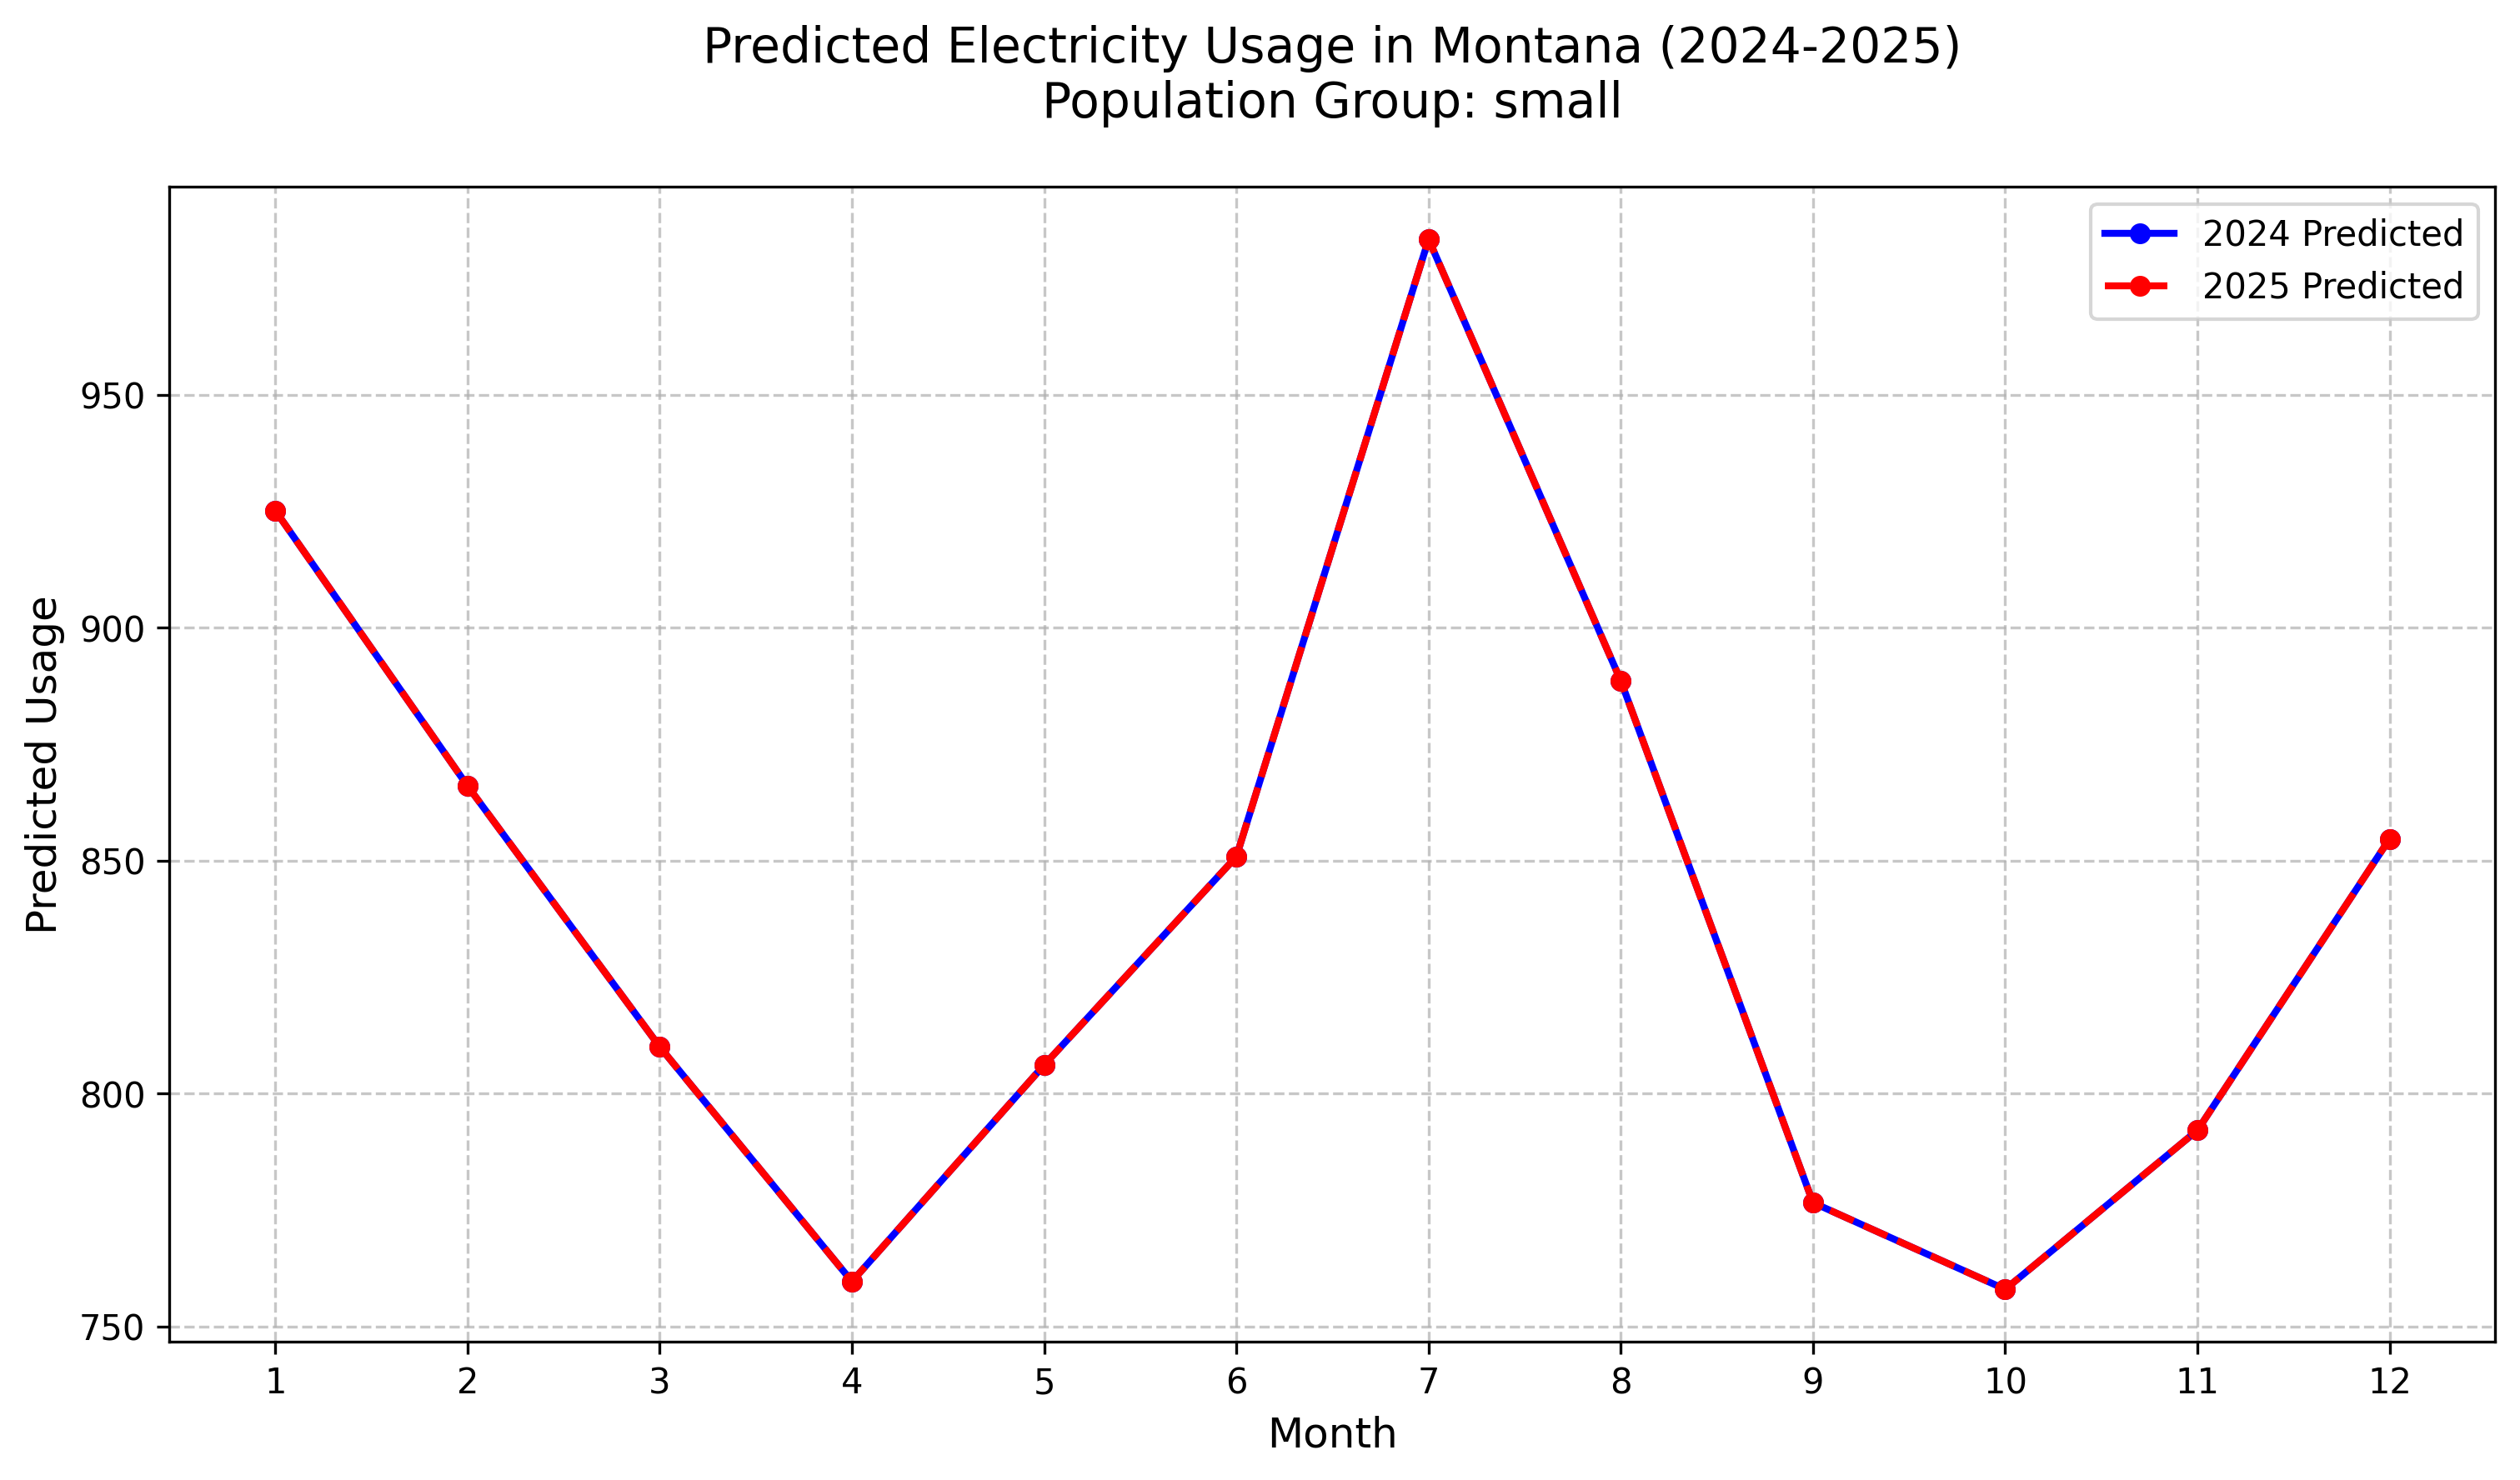 Predicted Electricity Usage in Montana (2024-2025)
Population Group: small
2024 Predicted
2025 Predicted
Predicted Usage
950
900
850
800
750
1 2 3 4 5 6 7 8 9 10 11 12
Month